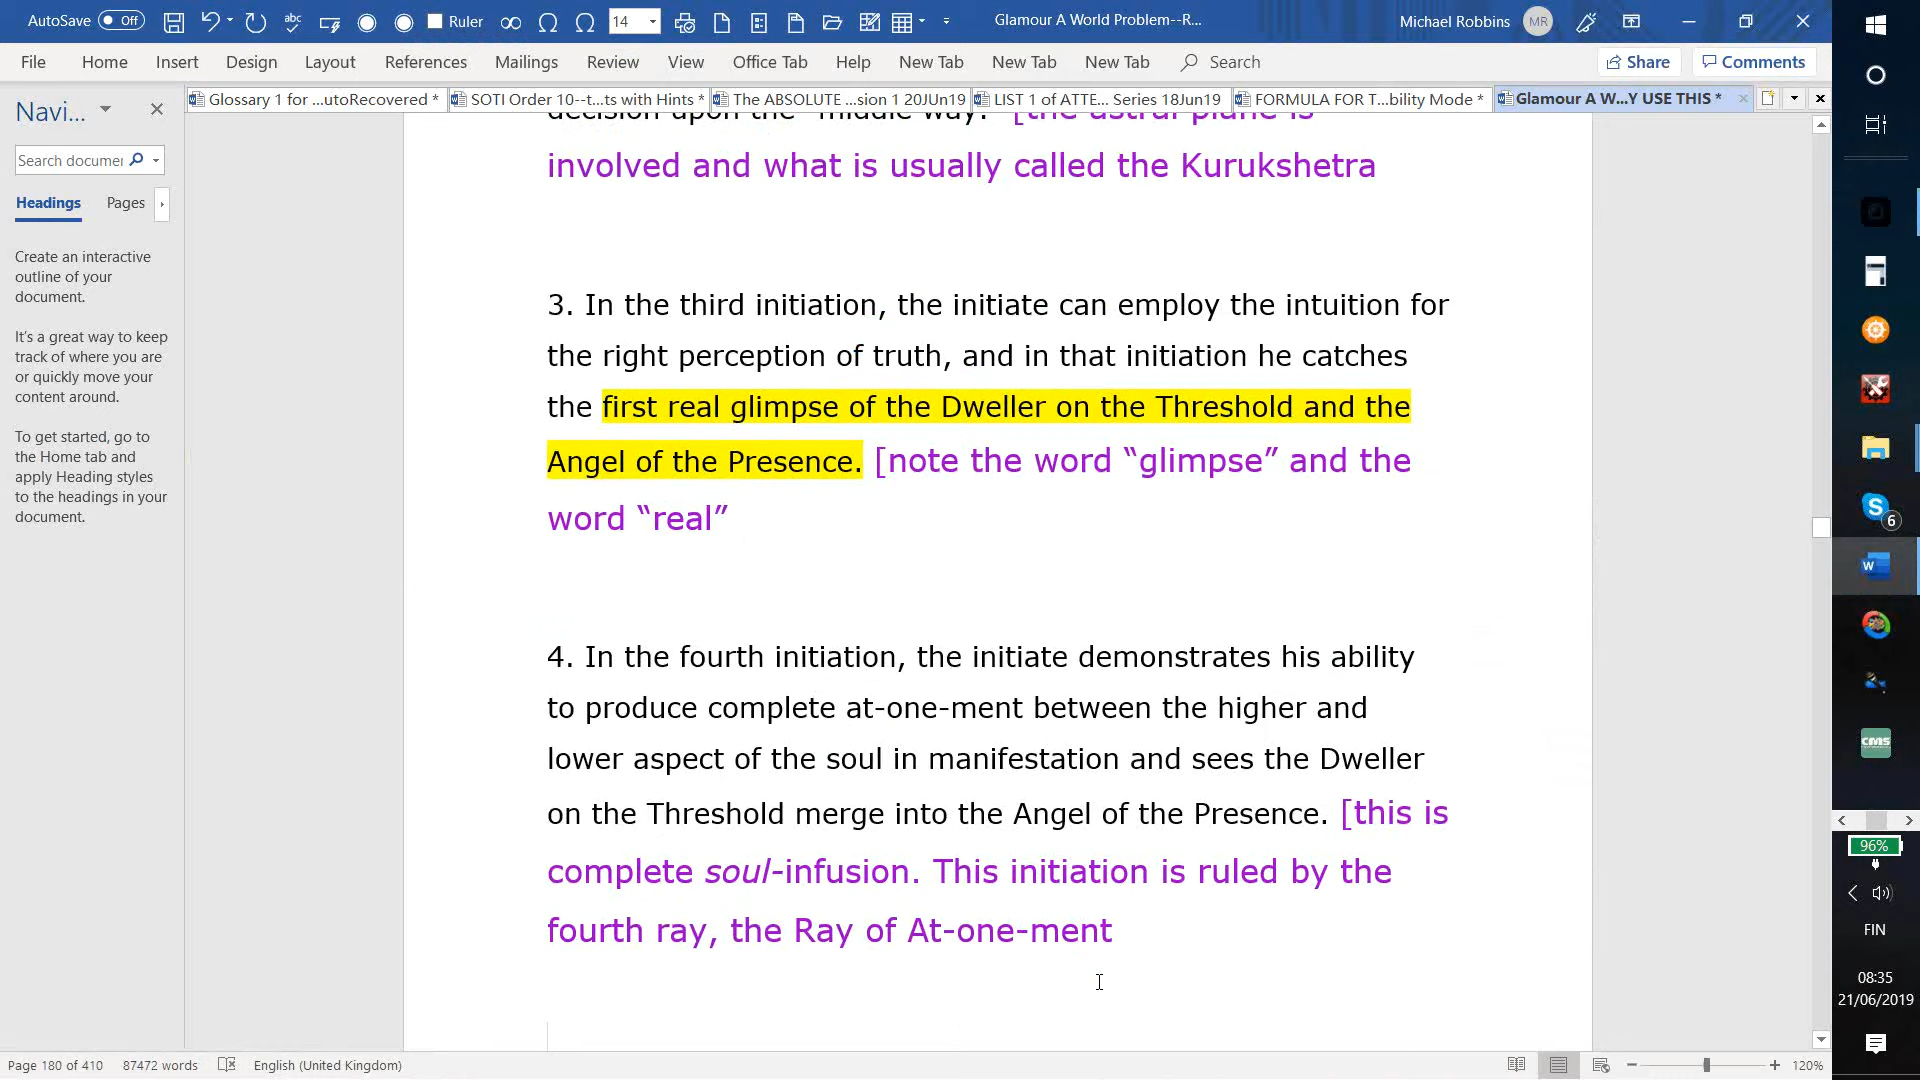 AutoSave Off Ruler 14 Glamour A World Problem--R... Michael Robbins MR
File Home Insert Design Layout References Mailings Review View Office Tab Help New Tab New Tab New Tab Search Share Comments
Glossary 1 for ...utoRecovered * SOTI Order 10--t...ts with Hints * The ABSOLUTE ...sion 1 20JUn19 LIST 1 of ATTE... Series 18Jun19 FORMULA FOR T...bility Mode * Glamour A W...Y USE THIS *
Navi...
Search documen
Headings Pages
Create an interactive
outline of your
document.
It's a great way to keep
track of where you are
or quickly move your
content around.
To get started, go to
the Home tab and
apply Heading styles
to the headings in your
document.
decision upon the “middle way.” [the astral plane is
involved and what is usually called the Kurukshetra
3. In the third initiation, the initiate can employ the intuition for
the right perception of truth, and in that initiation he catches
the first real glimpse of the Dweller on the Threshold and the
Angel of the Presence. [note the word “glimpse” and the
word “real”
4. In the fourth initiation, the initiate demonstrates his ability
to produce complete at-one-ment between the higher and
lower aspect of the soul in manifestation and sees the Dweller
on the Threshold merge into the Angel of the Presence. [this is
complete soul-infusion. This initiation is ruled by the
fourth ray, the Ray of At-one-ment
6
CMS
96%
FIN
08:35
21/06/2019
Page 180 of 410 87472 words English (United Kingdom) 120%